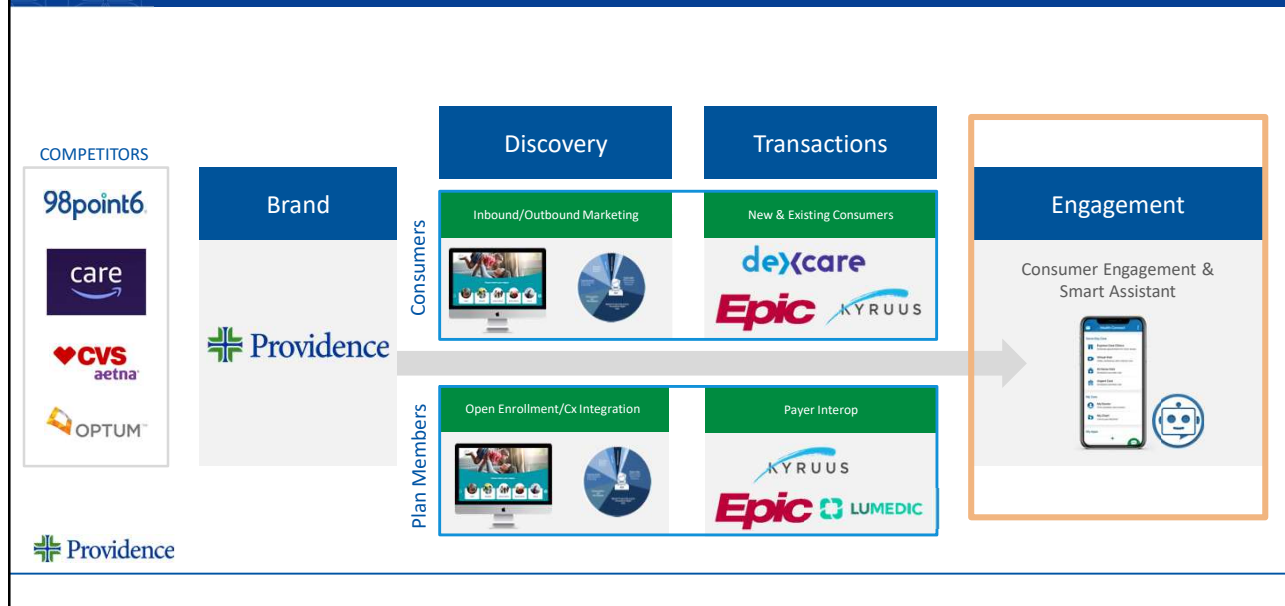 COMPETITORS
98point6
care
CVS
aetna
OPTUM
Brand
Providence
Discovery
Transactions
Consumers
Inbound/Outbound Marketing
New & Existing Consumers
dexcare
Epic
KYRUUS
Plan Members
Open Enrollment/Cx Integration
Payer Interop
KYRUUS
Epic
LUMEDIC
Engagement
Consumer Engagement &
Smart Assistant
Providence